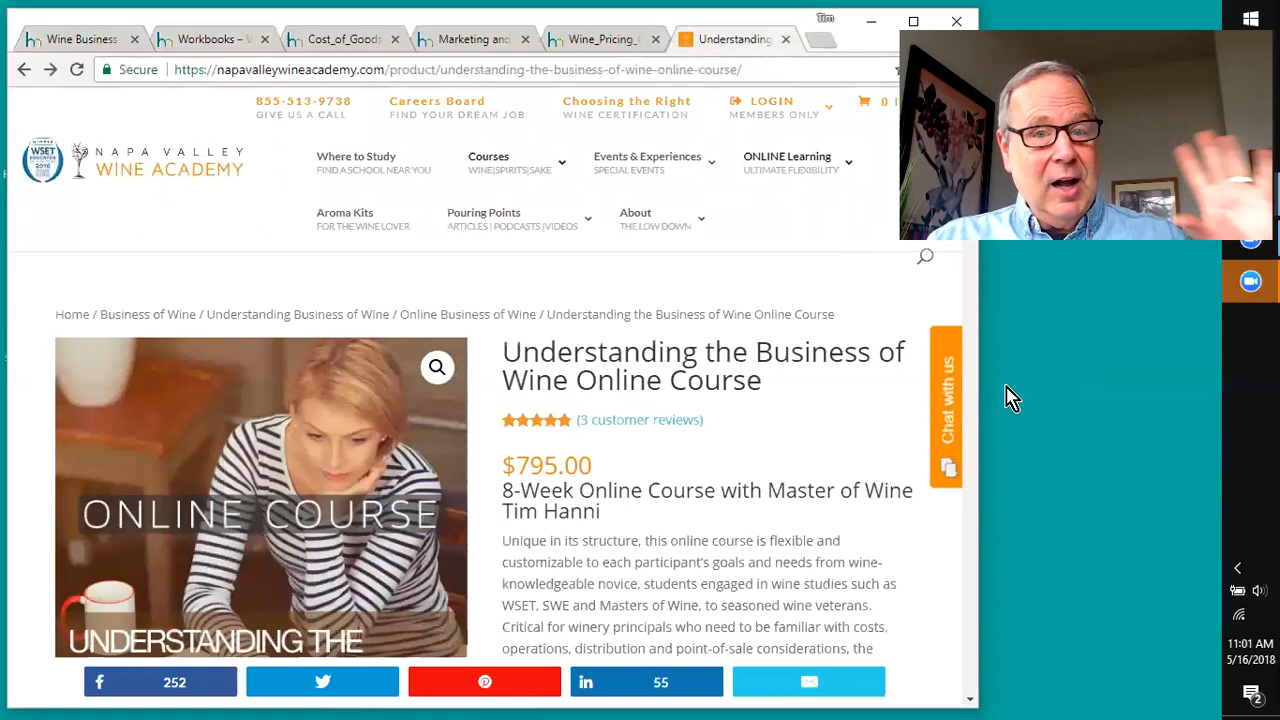 Tim
Wine Business
Workbooks –
Cost_of_Goods
Marketing and
Wine_Pricing_
Understanding
Secure
https://napavalleywineacademy.com/product/understanding-the-business-of-wine-online-course/
855-513-9738
GIVE US A CALL
Careers Board
FIND YOUR DREAM JOB
Choosing the Right
WINE CERTIFICATION
LOGIN
MEMBERS ONLY
0
WSET
2016
NAPA VALLEY
WINE ACADEMY
Where to Study
FIND A SCHOOL NEAR YOU
Courses
WINE|SPIRITS|SAKE
Events & Experiences
SPECIAL EVENTS
ONLINE Learning
ULTIMATE FLEXIBILITY
Aroma Kits
FOR THE WINE LOVER
Pouring Points
ARTICLES | PODCASTS |VIDEOS
About
THE LOW DOWN
Home / Business of Wine / Understanding Business of Wine / Online Business of Wine / Understanding the Business of Wine Online Course
ONLINE COURSE
UNDERSTANDING THE
Understanding the Business of
Wine Online Course
(3 customer reviews)
$795.00
8-Week Online Course with Master of Wine
Tim Hanni
Unique in its structure, this online course is flexible and
customizable to each participant's goals and needs from wine-
knowledgeable novice, students engaged in wine studies such as
WSET, SWE and Masters of Wine, to seasoned wine veterans.
Critical for winery principals who need to be familiar with costs,
operations, distribution and point-of-sale considerations, the
Chat with us
252
55
11:01 AM
5/16/2018
2